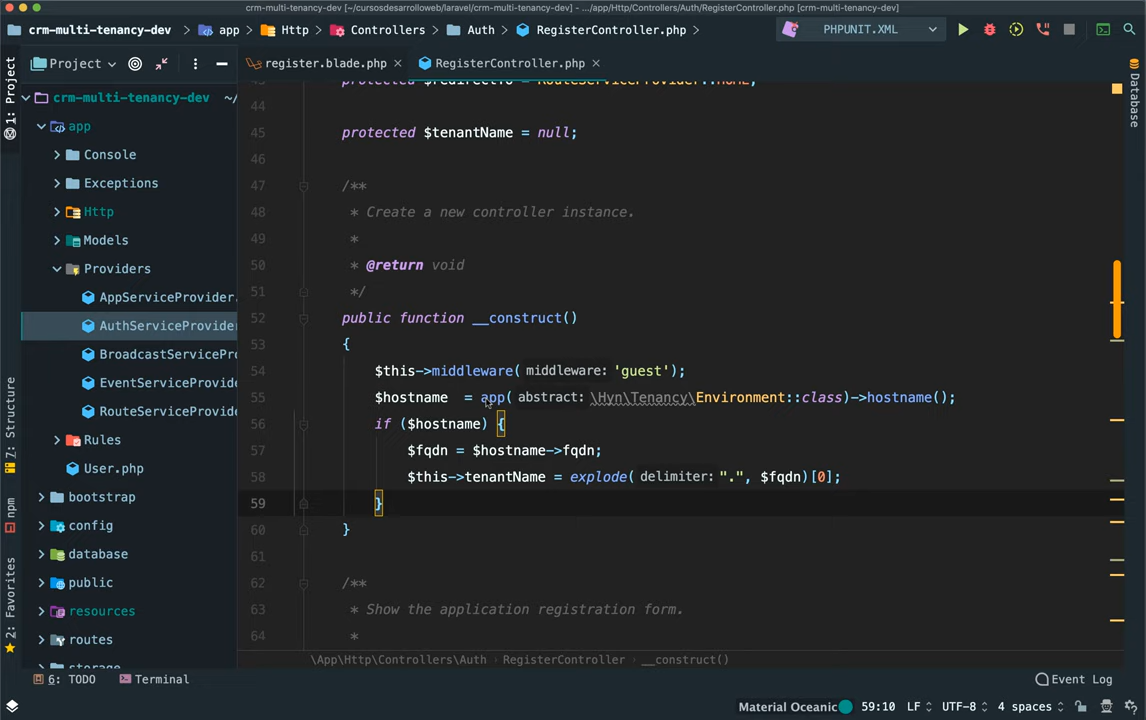 crm-multi-tenancy-dev [~/cursosdesarrolloweb/laravel/crm-multi-tenancy-dev] - .../app/Http/Controllers/Auth/RegisterController.php [crm-multi-tenancy-dev]
crm-multi-tenancy-dev app Http Controllers Auth RegisterController.php PHPUNIT.XML
Project register.blade.php RegisterController.php
1: Project
7: Structure
npm
2: Favorites
Database
crm-multi-tenancy-dev ~/
app
Console
Exceptions
Http
Models
Providers
AppServiceProvider.
AuthServiceProvider
BroadcastServicePro
EventServiceProvide
RouteServiceProvide
Rules
User.php
bootstrap
config
database
public
resources
routes
storage
44
45 protected $tenantName = null;
46
47 /**
48 * Create a new controller instance.
49 *
50 * @return void
51 */
52 public function __construct()
53 {
54 $this->middleware( middleware: 'guest');
55 $hostname = app( abstract: \Hyn\Tenancy\Environment::class)->hostname();
56 if ($hostname) {
57 $fqdn = $hostname->fqdn;
58 $this->tenantName = explode( delimiter: ".", $fqdn)[0];
59 }
60 }
61
62 /**
63 * Show the application registration form.
64 *
\App\Http\Controllers\Auth RegisterController __construct()
6: TODO Terminal Event Log
Material Oceanic 59:10 LF UTF-8 4 spaces